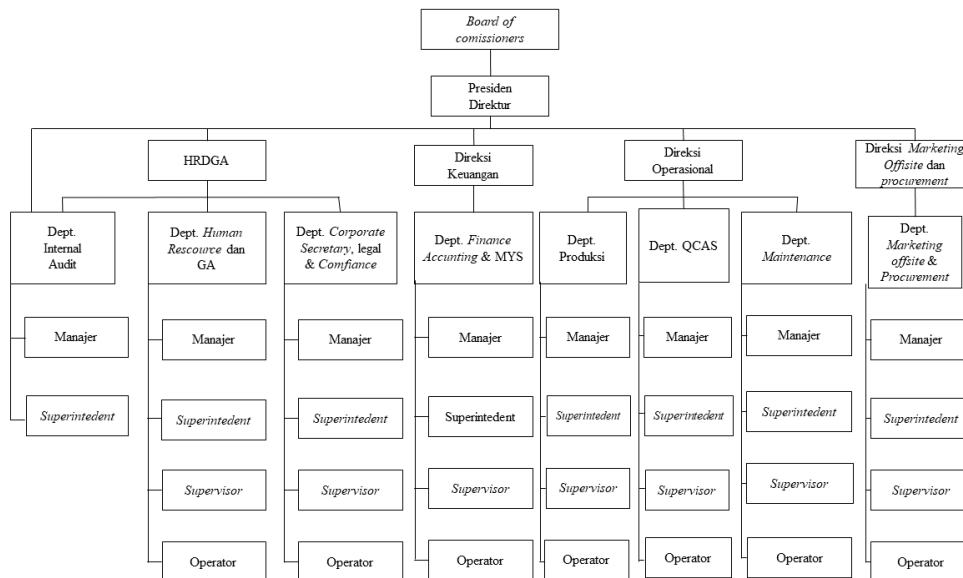 Board of
comissioners
Presiden
Direktur
HRDGA
Direksi
Keuangan
Direksi
Operasional
Direksi Marketing
Offisite dan
procurement
Dept.
Internal
Audit
Dept. Human
Rescource dan
GA
Dept. Corporate
Secretary, legal
& Comfiance
Dept. Finance
Accunting & MYS
Dept.
Produksi
Dept. QCAS
Dept.
Maintenance
Dept.
Marketing
offsite &
Procurement
Manajer
Manajer
Manajer
Manajer
Manajer
Manajer
Manajer
Manajer
Superintedent
Superintedent
Superintedent
Superintedent
Superintedent
Superintedent
Superintedent
Superintedent
Supervisor
Supervisor
Supervisor
Supervisor
Supervisor
Supervisor
Supervisor
Operator
Operator
Operator
Operator
Operator
Operator
Operator